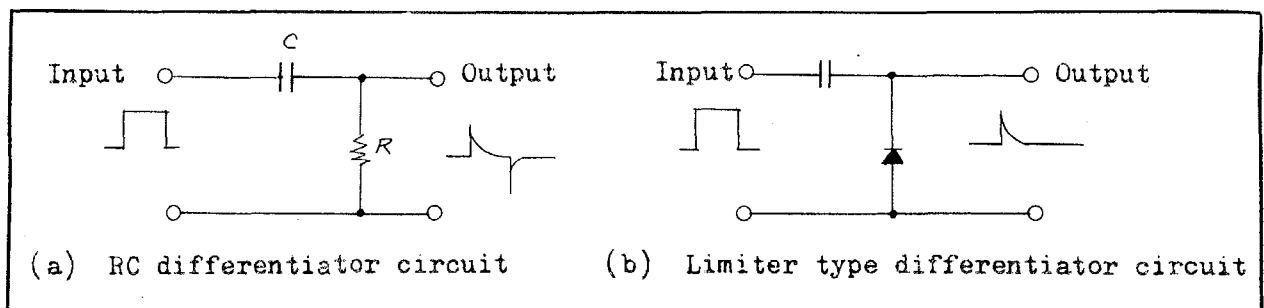 C
Input Output
R
(a) RC differentiator circuit
Input Output
(b) Limiter type differentiator circuit